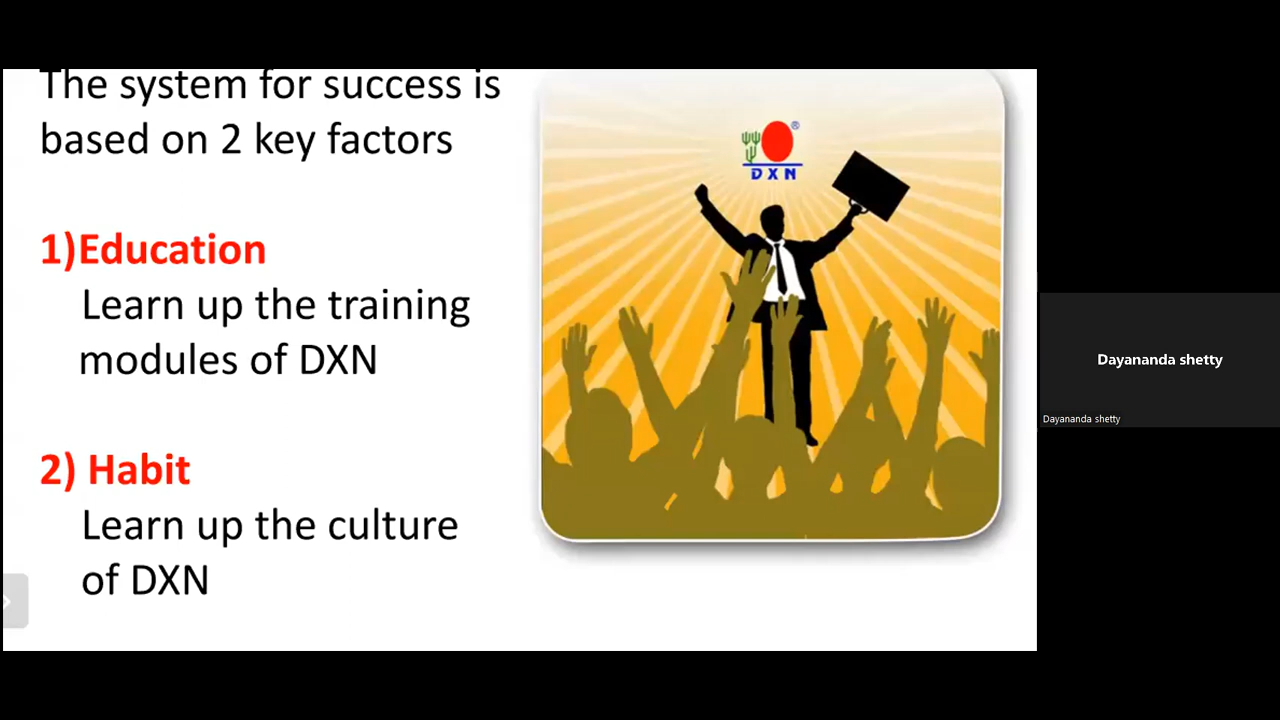 The system for success is
based on 2 key factors
1)Education
Learn up the training
modules of DXN
2) Habit
Learn up the culture
of DXN
®
DXN
Dayananda shetty
Dayananda shetty